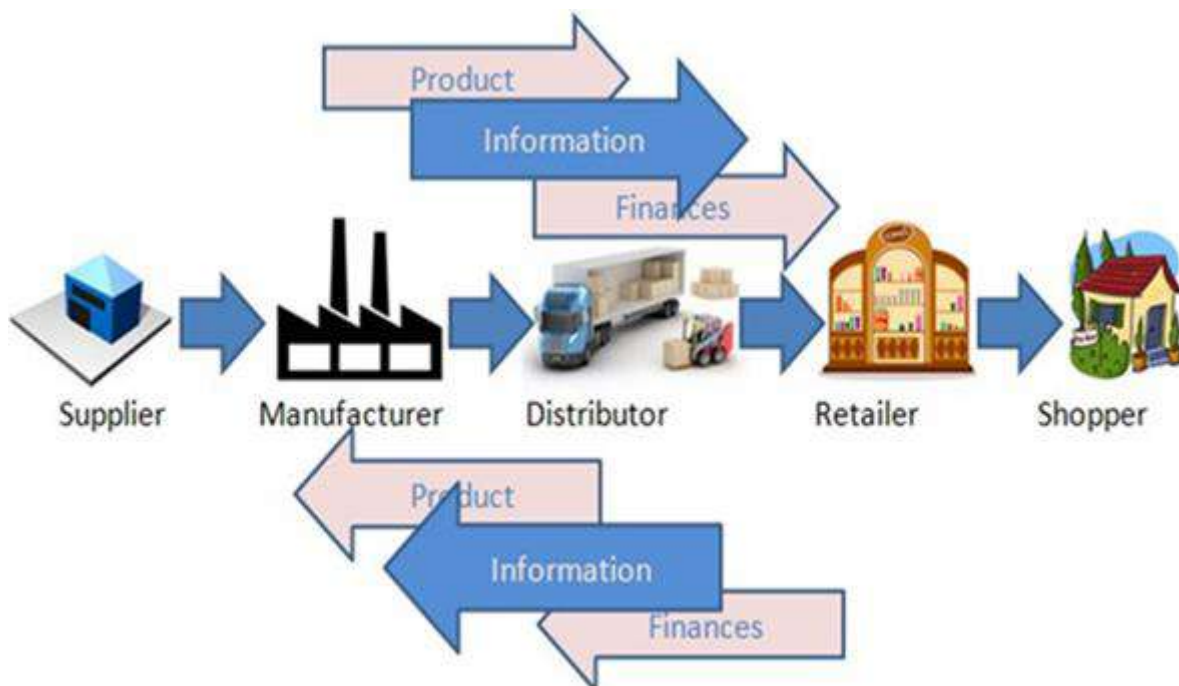 Product
Information
Finances
Supplier Manufacturer Distributor Retailer Shopper
Product
Information
Finances